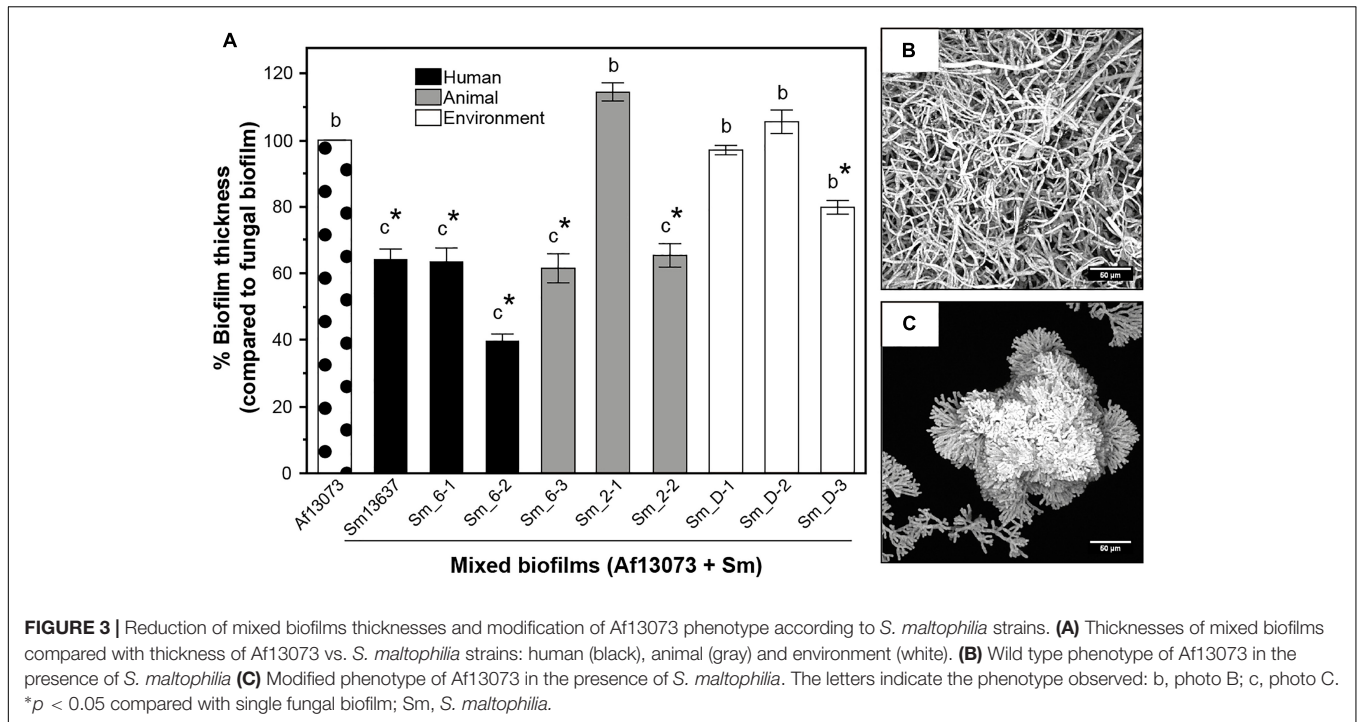 A
% Biofilm thickness
(compared to fungal biofilm)
120
100
80
60
40
20
0
Human
Animal
Environment
b
c*
c*
c*
c*
b
c*
b
b
b*
Af13073
Sm13637
Sm_6-1
Sm_6-2
Sm_6-3
Sm_2-1
Sm_2-2
Sm_D-1
Sm_D-2
Sm_D-3
Mixed biofilms (Af13073 + Sm)
B
50 µm
C
50 µm
FIGURE 3 | Reduction of mixed biofilms thicknesses and modification of Af13073 phenotype according to S. maltophilia strains. (A) Thicknesses of mixed biofilms
compared with thickness of Af13073 vs. S. maltophilia strains: human (black), animal (gray) and environment (white). (B) Wild type phenotype of Af13073 in the
presence of S. maltophilia (C) Modified phenotype of Af13073 in the presence of S. maltophilia. The letters indicate the phenotype observed: b, photo B; c, photo C.
*p < 0.05 compared with single fungal biofilm; Sm, S. maltophilia.